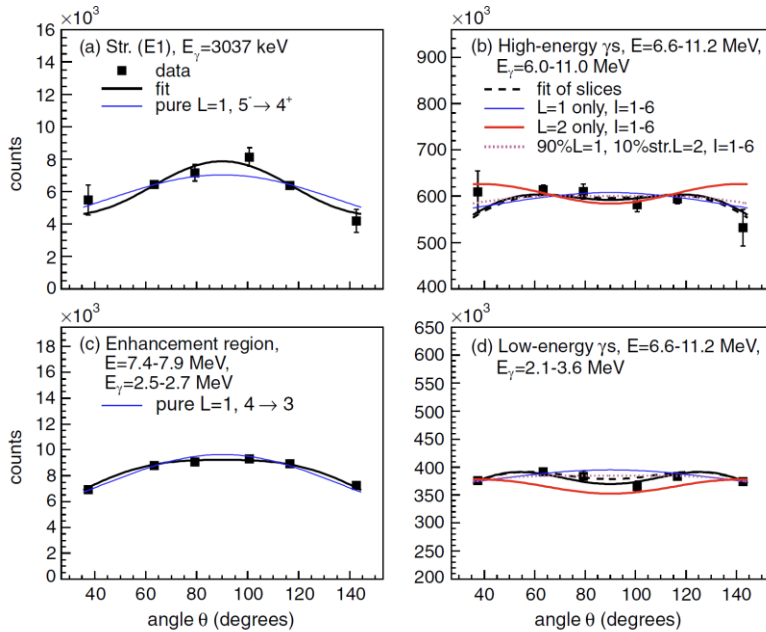 ×10³
16
14
12
10
8
6
4
2
0
counts
(a) Str. (E1), Eγ=3037 keV
data
fit
pure L=1, 5⁻ → 4⁺
×10³
900
800
700
600
500
400
(b) High-energy γs, E=6.6-11.2 MeV,
Eγ=6.0-11.0 MeV
fit of slices
L=1 only, I=1-6
L=2 only, I=1-6
90%L=1, 10%str.L=2, I=1-6
×10³
18
16
14
12
10
8
6
4
2
0
counts
(c) Enhancement region,
E=7.4-7.9 MeV,
Eγ=2.5-2.7 MeV
pure L=1, 4 → 3
40 60 80 100 120 140
angle θ (degrees)
×10³
650
600
550
500
450
400
350
300
250
200
(d) Low-energy γs, E=6.6-11.2 MeV,
Eγ=2.1-3.6 MeV
40 60 80 100 120 140
angle θ (degrees)